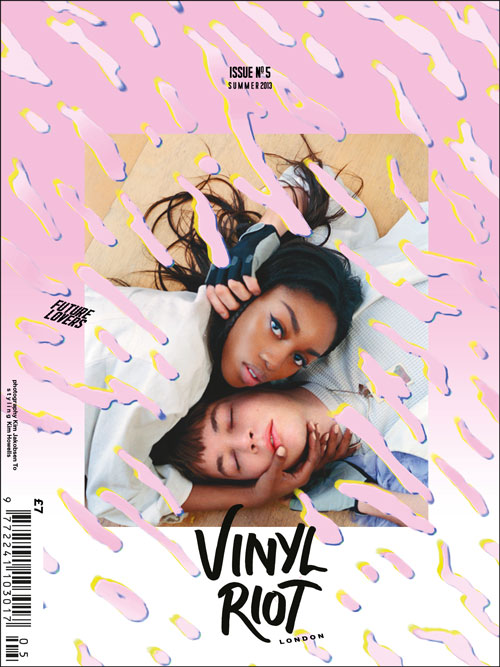 ISSUE Nº 5
SUMMER 2013
FUTURE
LOVERS
photography Kim Jakobsen To
styling Kim Howells
£7
9 772241 103017
05
VINYL
RIOT
LONDON